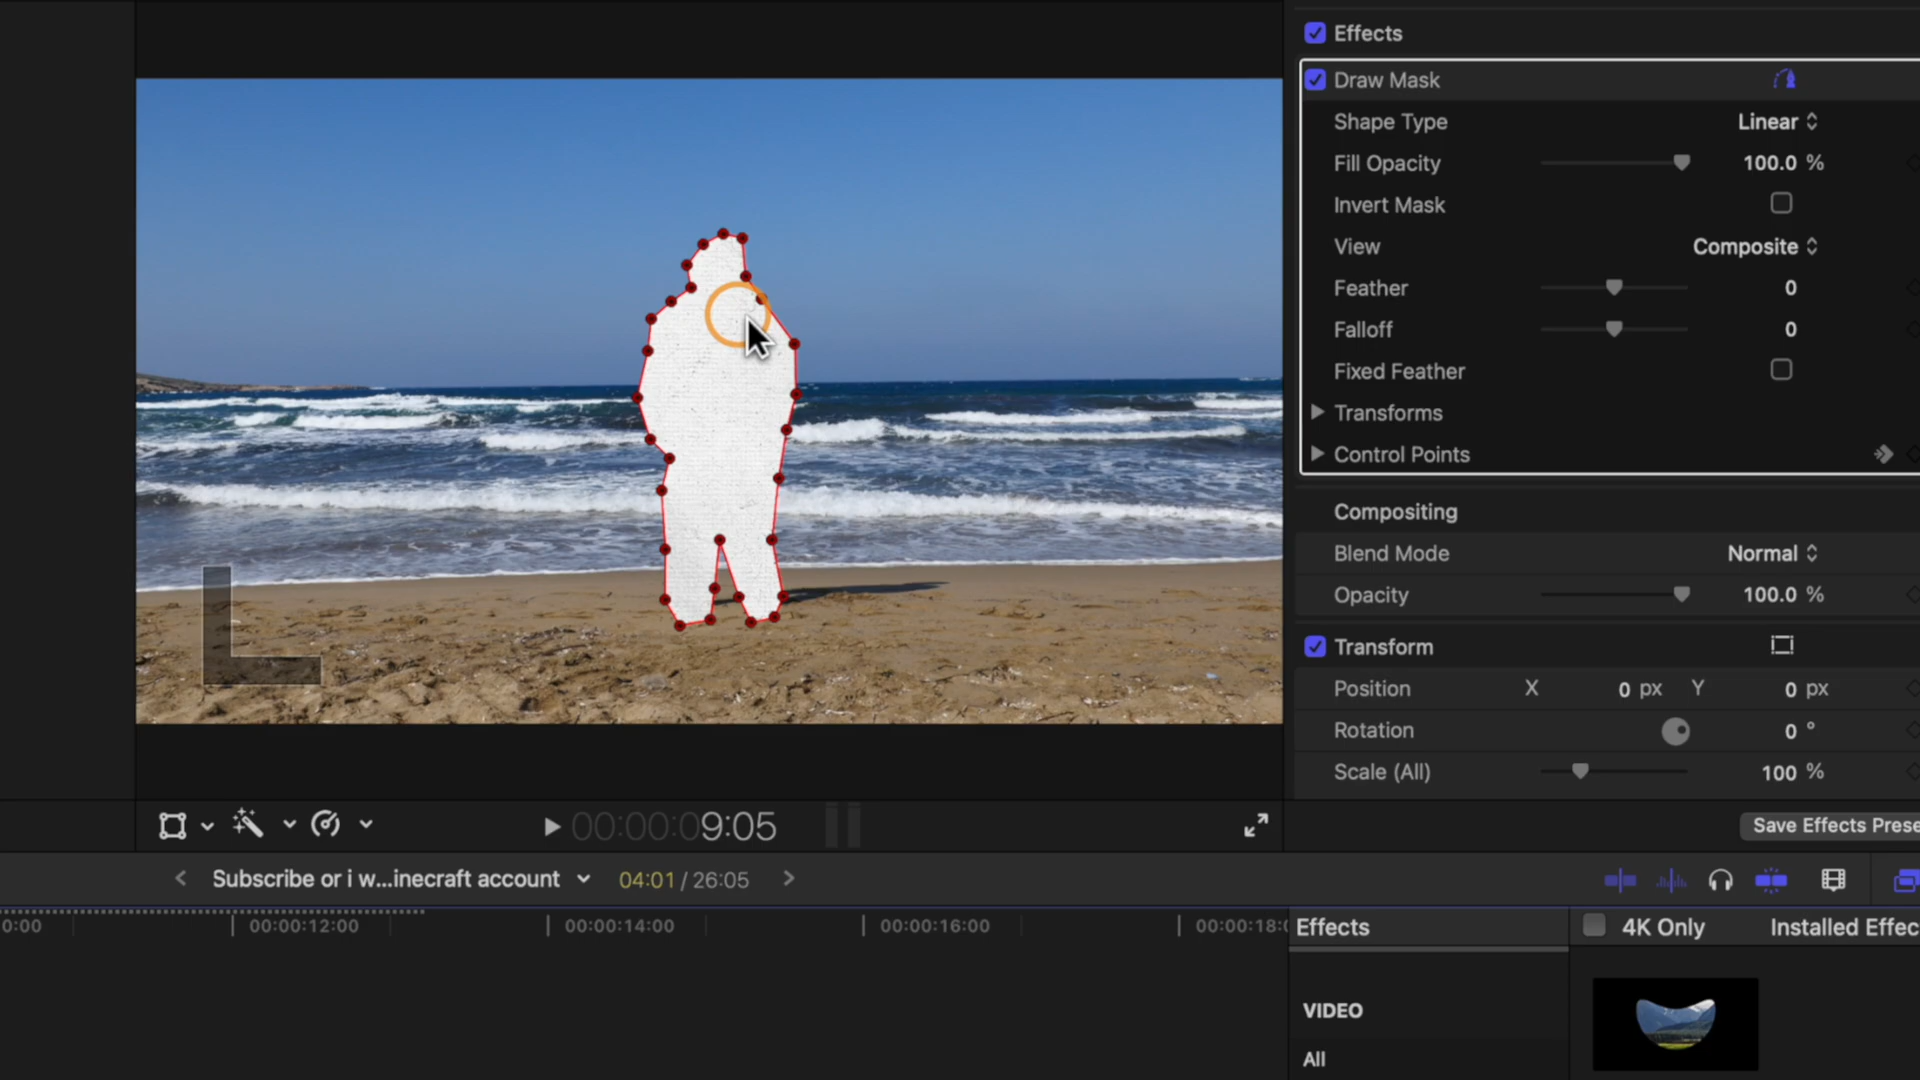 Effects
Draw Mask
Shape Type Linear
Fill Opacity 100.0 %
Invert Mask
View Composite
Feather 0
Falloff 0
Fixed Feather
Transforms
Control Points
Compositing
Blend Mode Normal
Opacity 100.0 %
Transform
Position X 0 px Y 0 px
Rotation 0 °
Scale (All) 100 %
L
00:00:09:05
Save Effects Prese
Subscribe or i w...inecraft account 04:01 / 26:05
0:00 00:00:12:00 00:00:14:00 00:00:16:00 00:00:18:0
Effects 4K Only Installed Effec
VIDEO
All